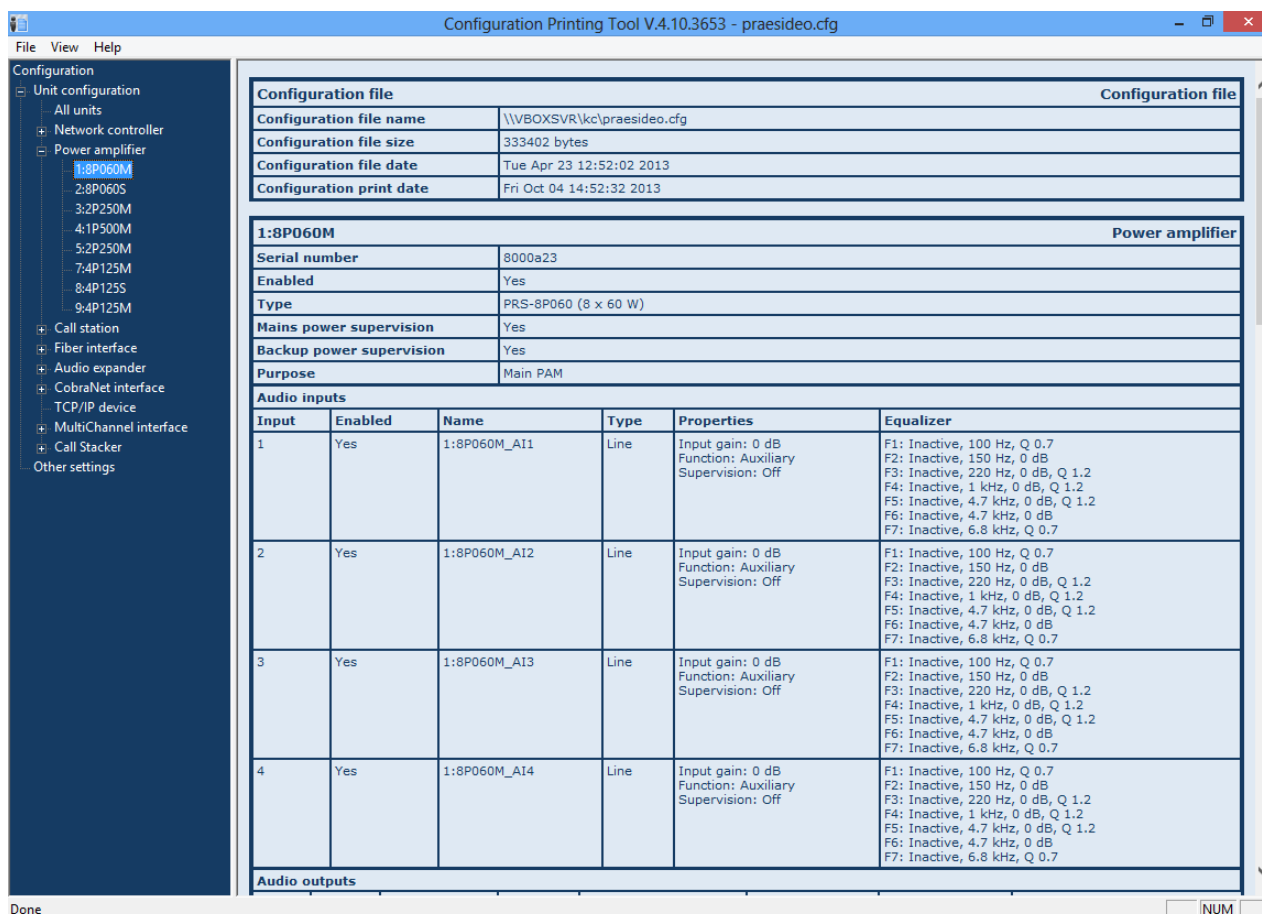 Configuration Printing Tool V.4.10.3653 - praesideo.cfg
File View Help
Configuration
Unit configuration
All units
Network controller
Power amplifier
1:8P060M
2:8P060S
3:2P250M
4:1P500M
5:2P250M
7:4P125M
8:4P125S
9:4P125M
Call station
Fiber interface
Audio expander
CobraNet interface
TCP/IP device
MultiChannel interface
Call Stacker
Other settings
Configuration file Configuration file
Configuration file name \\VBOXSVR\kc\praesideo.cfg
Configuration file size 333402 bytes
Configuration file date Tue Apr 23 12:52:02 2013
Configuration print date Fri Oct 04 14:52:32 2013
1:8P060M Power amplifier
Serial number 8000a23
Enabled Yes
Type PRS-8P060 (8 x 60 W)
Mains power supervision Yes
Backup power supervision Yes
Purpose Main PAM
Audio inputs
Input Enabled Name Type Properties Equalizer
1 Yes 1:8P060M_AI1 Line Input gain: 0 dB F1: Inactive, 100 Hz, Q 0.7
Function: Auxiliary F2: Inactive, 150 Hz, 0 dB
Supervision: Off F3: Inactive, 220 Hz, 0 dB, Q 1.2
F4: Inactive, 1 kHz, 0 dB, Q 1.2
F5: Inactive, 4.7 kHz, 0 dB, Q 1.2
F6: Inactive, 4.7 kHz, 0 dB
F7: Inactive, 6.8 kHz, Q 0.7
2 Yes 1:8P060M_AI2 Line Input gain: 0 dB F1: Inactive, 100 Hz, Q 0.7
Function: Auxiliary F2: Inactive, 150 Hz, 0 dB
Supervision: Off F3: Inactive, 220 Hz, 0 dB, Q 1.2
F4: Inactive, 1 kHz, 0 dB, Q 1.2
F5: Inactive, 4.7 kHz, 0 dB, Q 1.2
F6: Inactive, 4.7 kHz, 0 dB
F7: Inactive, 6.8 kHz, Q 0.7
3 Yes 1:8P060M_AI3 Line Input gain: 0 dB F1: Inactive, 100 Hz, Q 0.7
Function: Auxiliary F2: Inactive, 150 Hz, 0 dB
Supervision: Off F3: Inactive, 220 Hz, 0 dB, Q 1.2
F4: Inactive, 1 kHz, 0 dB, Q 1.2
F5: Inactive, 4.7 kHz, 0 dB, Q 1.2
F6: Inactive, 4.7 kHz, 0 dB
F7: Inactive, 6.8 kHz, Q 0.7
4 Yes 1:8P060M_AI4 Line Input gain: 0 dB F1: Inactive, 100 Hz, Q 0.7
Function: Auxiliary F2: Inactive, 150 Hz, 0 dB
Supervision: Off F3: Inactive, 220 Hz, 0 dB, Q 1.2
F4: Inactive, 1 kHz, 0 dB, Q 1.2
F5: Inactive, 4.7 kHz, 0 dB, Q 1.2
F6: Inactive, 4.7 kHz, 0 dB
F7: Inactive, 6.8 kHz, Q 0.7
Audio outputs
Done NUM